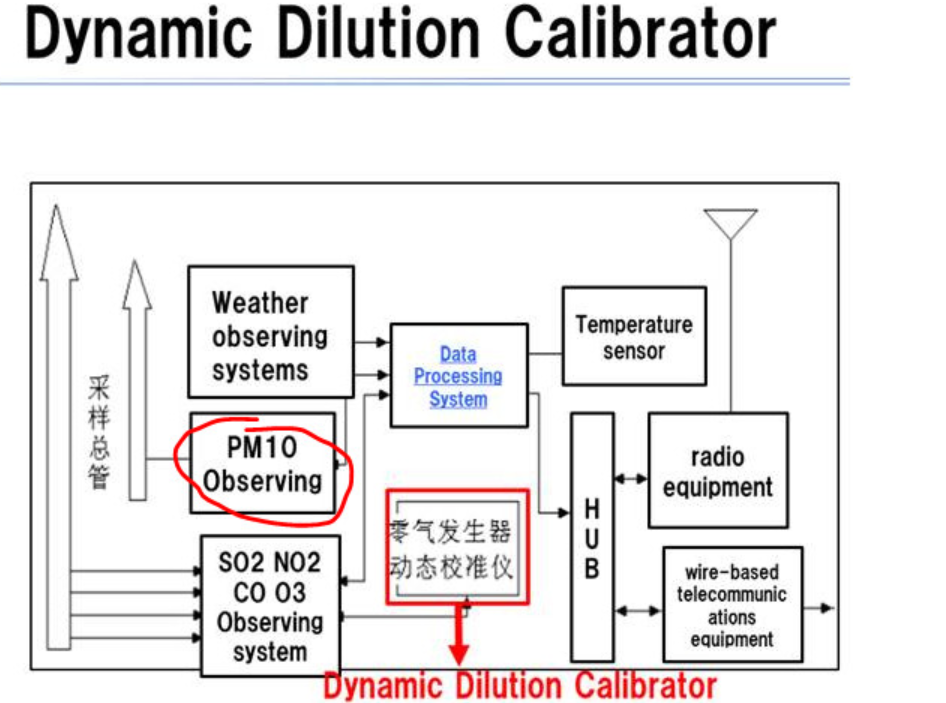 Dynamic Dilution Calibrator
采样总管
Weather
observing
systems
Data
Processing
System
Temperature
sensor
PM10
Observing
零气发生器
动态校准仪
HUB
radio
equipment
SO2 NO2
CO O3
Observing
system
wire-based
telecommunic
ations
equipment
Dynamic Dilution Calibrator